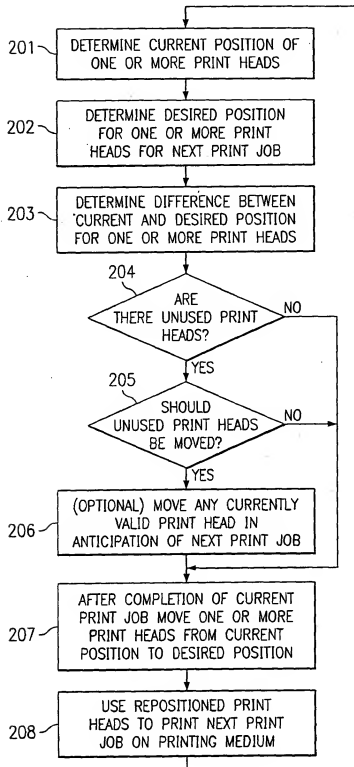 201
DETERMINE CURRENT POSITION OF
ONE OR MORE PRINT HEADS
202
DETERMINE DESIRED POSITION
FOR ONE OR MORE PRINT
HEADS FOR NEXT PRINT JOB
203
DETERMINE DIFFERENCE BETWEEN
CURRENT AND DESIRED POSITION
FOR ONE OR MORE PRINT HEADS
204
ARE
THERE UNUSED PRINT
HEADS?
NO
YES
205
SHOULD
UNUSED PRINT HEADS
BE MOVED?
NO
YES
206
(OPTIONAL) MOVE ANY CURRENTLY
VALID PRINT HEAD IN
ANTICIPATION OF NEXT PRINT JOB
207
AFTER COMPLETION OF CURRENT
PRINT JOB MOVE ONE OR MORE
PRINT HEADS FROM CURRENT
POSITION TO DESIRED POSITION
208
USE REPOSITIONED PRINT
HEADS TO PRINT NEXT PRINT
JOB ON PRINTING MEDIUM